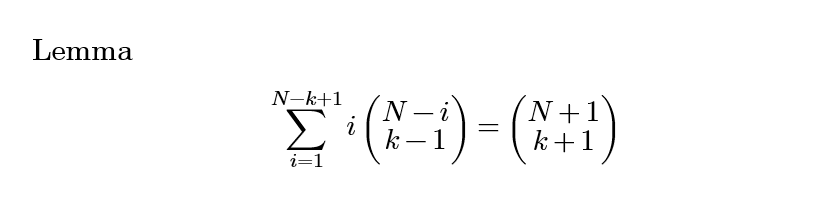 Lemma
\sum_{i=1}^{N-k+1} i \binom{N-i}{k-1} = \binom{N+1}{k+1}